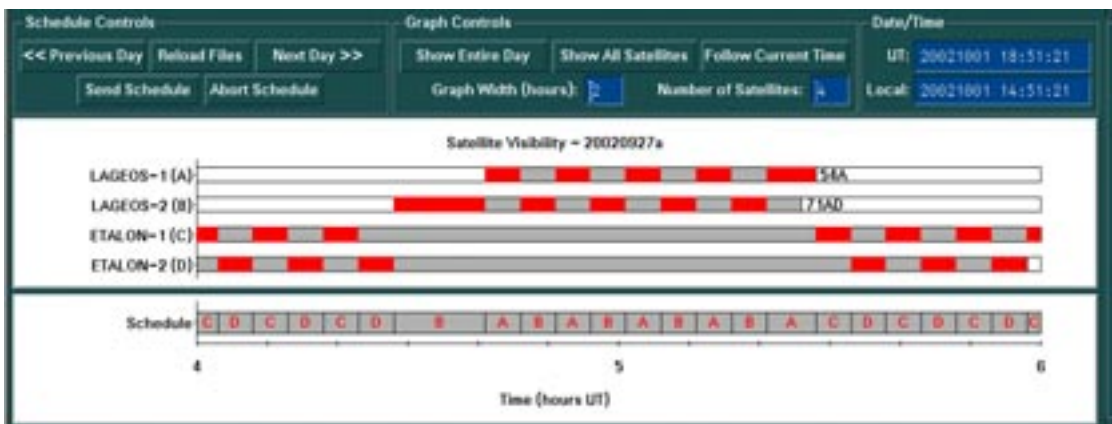 Schedule Controls Graph Controls Date/Time
<< Previous Day Reload Files Next Day >> Show Entire Day Show All Satellites Follow Current Time UT: 20021001 18:51:21
Send Schedule Abort Schedule Graph Width (hours): 2 Number of Satellites: 4 Local: 20021001 14:51:21
Satellite Visibility - 20020927a
LAGEOS-1 (A) 54A
LAGEOS-2 (B) 71AD
ETALON-1 (C)
ETALON-2 (D)
Schedule C D C D C D B A B A B A B A B A C D C D C D C
4 5 6
Time (hours UT)